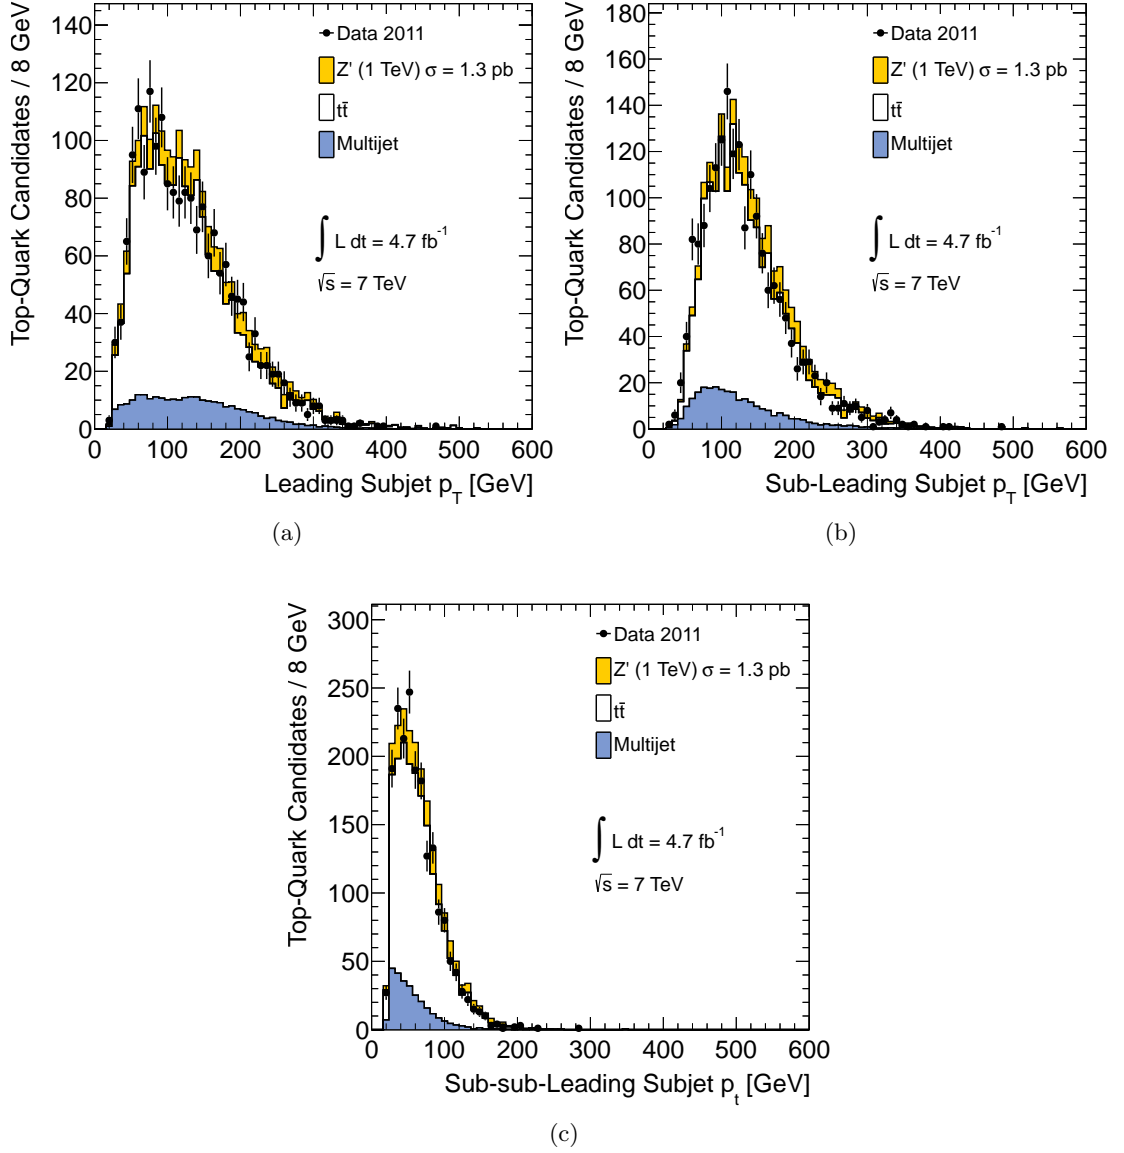 Top-Quark Candidates / 8 GeV
140
120
100
80
60
40
20
0
Data 2011
Z' (1 TeV) σ = 1.3 pb
tt̄
Multijet
∫ L dt = 4.7 fb⁻¹
√s = 7 TeV
0 100 200 300 400 500 600
Leading Subjet p_T [GeV]
(a)
Top-Quark Candidates / 8 GeV
180
160
140
120
100
80
60
40
20
0
Data 2011
Z' (1 TeV) σ = 1.3 pb
tt̄
Multijet
∫ L dt = 4.7 fb⁻¹
√s = 7 TeV
0 100 200 300 400 500 600
Sub-Leading Subjet p_T [GeV]
(b)
Top-Quark Candidates / 8 GeV
300
250
200
150
100
50
0
Data 2011
Z' (1 TeV) σ = 1.3 pb
tt̄
Multijet
∫ L dt = 4.7 fb⁻¹
√s = 7 TeV
0 100 200 300 400 500 600
Sub-sub-Leading Subjet p_t [GeV]
(c)